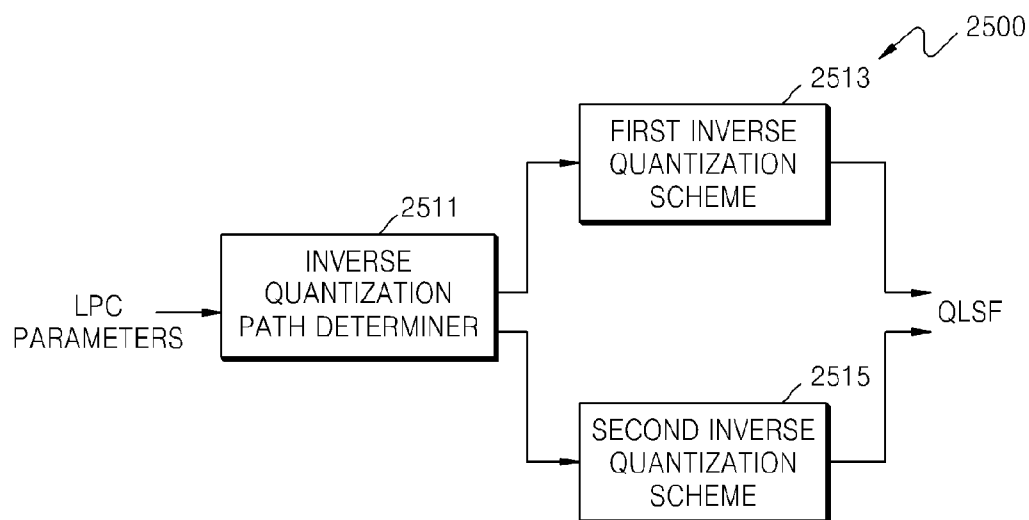 2500
2513
FIRST INVERSE
QUANTIZATION
SCHEME
2511
INVERSE
QUANTIZATION
PATH DETERMINER
LPC
PARAMETERS
QLSF
2515
SECOND INVERSE
QUANTIZATION
SCHEME